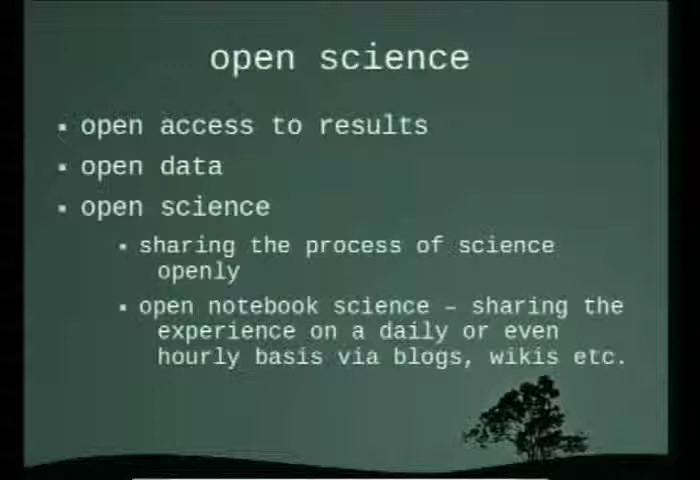 open science
▪ open access to results
▪ open data
▪ open science
▪ sharing the process of science
openly
▪ open notebook science – sharing the
experience on a daily or even
hourly basis via blogs, wikis etc.